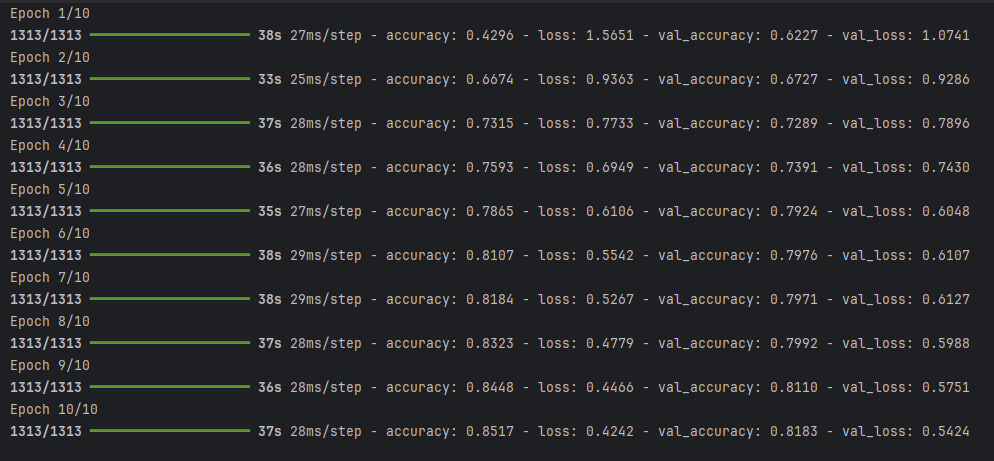 Epoch 1/10
1313/1313 ━━━━━━━━━━━━━━━━━━━━ 38s 27ms/step - accuracy: 0.4296 - loss: 1.5651 - val_accuracy: 0.6227 - val_loss: 1.0741
Epoch 2/10
1313/1313 ━━━━━━━━━━━━━━━━━━━━ 33s 25ms/step - accuracy: 0.6674 - loss: 0.9363 - val_accuracy: 0.6727 - val_loss: 0.9286
Epoch 3/10
1313/1313 ━━━━━━━━━━━━━━━━━━━━ 37s 28ms/step - accuracy: 0.7315 - loss: 0.7733 - val_accuracy: 0.7289 - val_loss: 0.7896
Epoch 4/10
1313/1313 ━━━━━━━━━━━━━━━━━━━━ 36s 28ms/step - accuracy: 0.7593 - loss: 0.6949 - val_accuracy: 0.7391 - val_loss: 0.7430
Epoch 5/10
1313/1313 ━━━━━━━━━━━━━━━━━━━━ 35s 27ms/step - accuracy: 0.7865 - loss: 0.6106 - val_accuracy: 0.7924 - val_loss: 0.6048
Epoch 6/10
1313/1313 ━━━━━━━━━━━━━━━━━━━━ 38s 29ms/step - accuracy: 0.8107 - loss: 0.5542 - val_accuracy: 0.7976 - val_loss: 0.6107
Epoch 7/10
1313/1313 ━━━━━━━━━━━━━━━━━━━━ 38s 29ms/step - accuracy: 0.8184 - loss: 0.5267 - val_accuracy: 0.7971 - val_loss: 0.6127
Epoch 8/10
1313/1313 ━━━━━━━━━━━━━━━━━━━━ 37s 28ms/step - accuracy: 0.8323 - loss: 0.4779 - val_accuracy: 0.7992 - val_loss: 0.5988
Epoch 9/10
1313/1313 ━━━━━━━━━━━━━━━━━━━━ 36s 28ms/step - accuracy: 0.8448 - loss: 0.4466 - val_accuracy: 0.8110 - val_loss: 0.5751
Epoch 10/10
1313/1313 ━━━━━━━━━━━━━━━━━━━━ 37s 28ms/step - accuracy: 0.8517 - loss: 0.4242 - val_accuracy: 0.8183 - val_loss: 0.5424